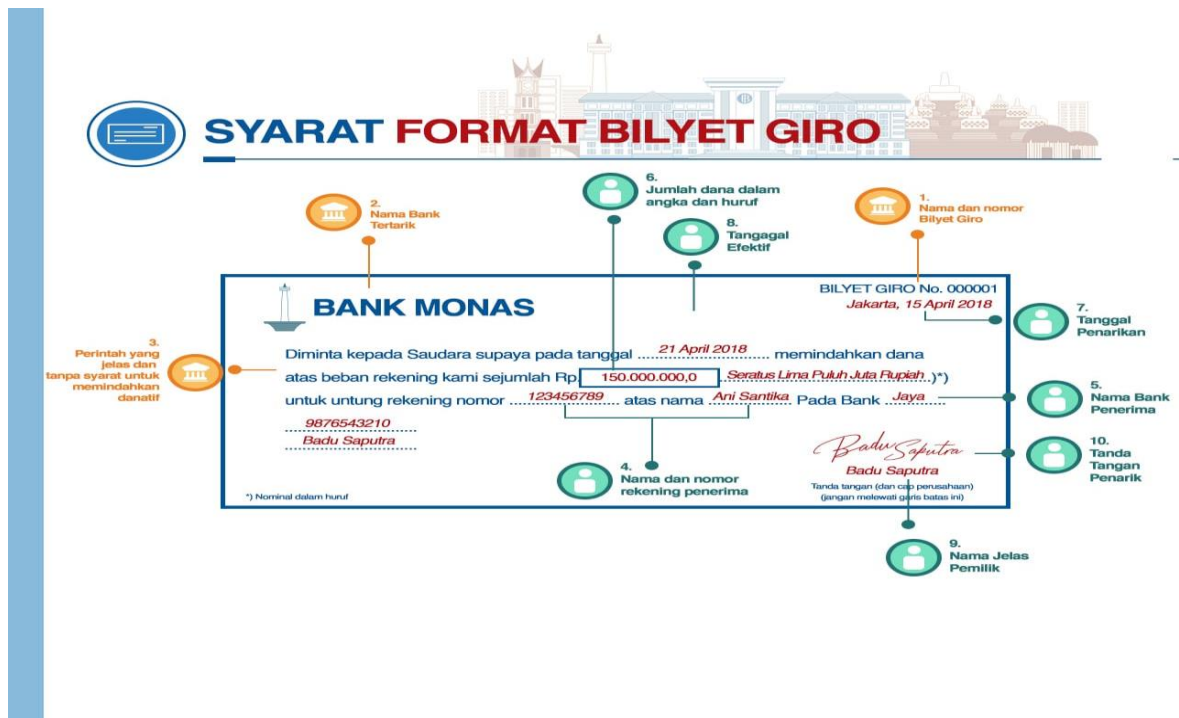 SYARAT FORMAT BILYET GIRO
6.
Jumlah dana dalam
angka dan huruf
2.
Nama Bank
Tertarik
8.
Tangagal
Efektif
1.
Nama dan nomor
Bilyet Giro
BANK MONAS
BILYET GIRO No. 000001
Jakarta, 15 April 2018
7.
Tanggal
Penarikan
3.
Perintah yang
jelas dan
tanpa syarat untuk
memindahkan
danatif
Diminta kepada Saudara supaya pada tanggal 21 April 2018 memindahkan dana
atas beban rekening kami sejumlah Rp. 150.000.000,0 Seratus Lima Puluh Juta Rupiah )*)
untuk untung rekening nomor 123456789 atas nama Ani Santika Pada Bank Jaya
5.
Nama Bank
Penerima
9876543210
Badu Saputra
Badu Saputra
Badu Saputra
10.
Tanda
Tangan
Penarik
4.
Nama dan nomor
rekening penerima
*) Nominal dalam huruf
Tanda tangan (dan cap perusahaan)
(jangan melewati garis batas ini)
9.
Nama Jelas
Pemilik